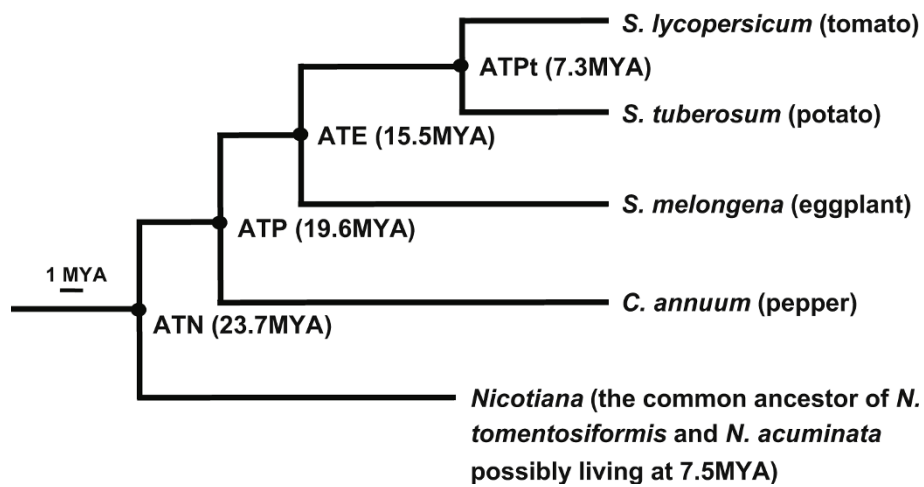 S. lycopersicum (tomato)
ATPt (7.3MYA)
S. tuberosum (potato)
ATE (15.5MYA)
S. melongena (eggplant)
ATP (19.6MYA)
1 MYA
C. annuum (pepper)
ATN (23.7MYA)
Nicotiana (the common ancestor of N.
tomentosiformis and N. acuminata
possibly living at 7.5MYA)